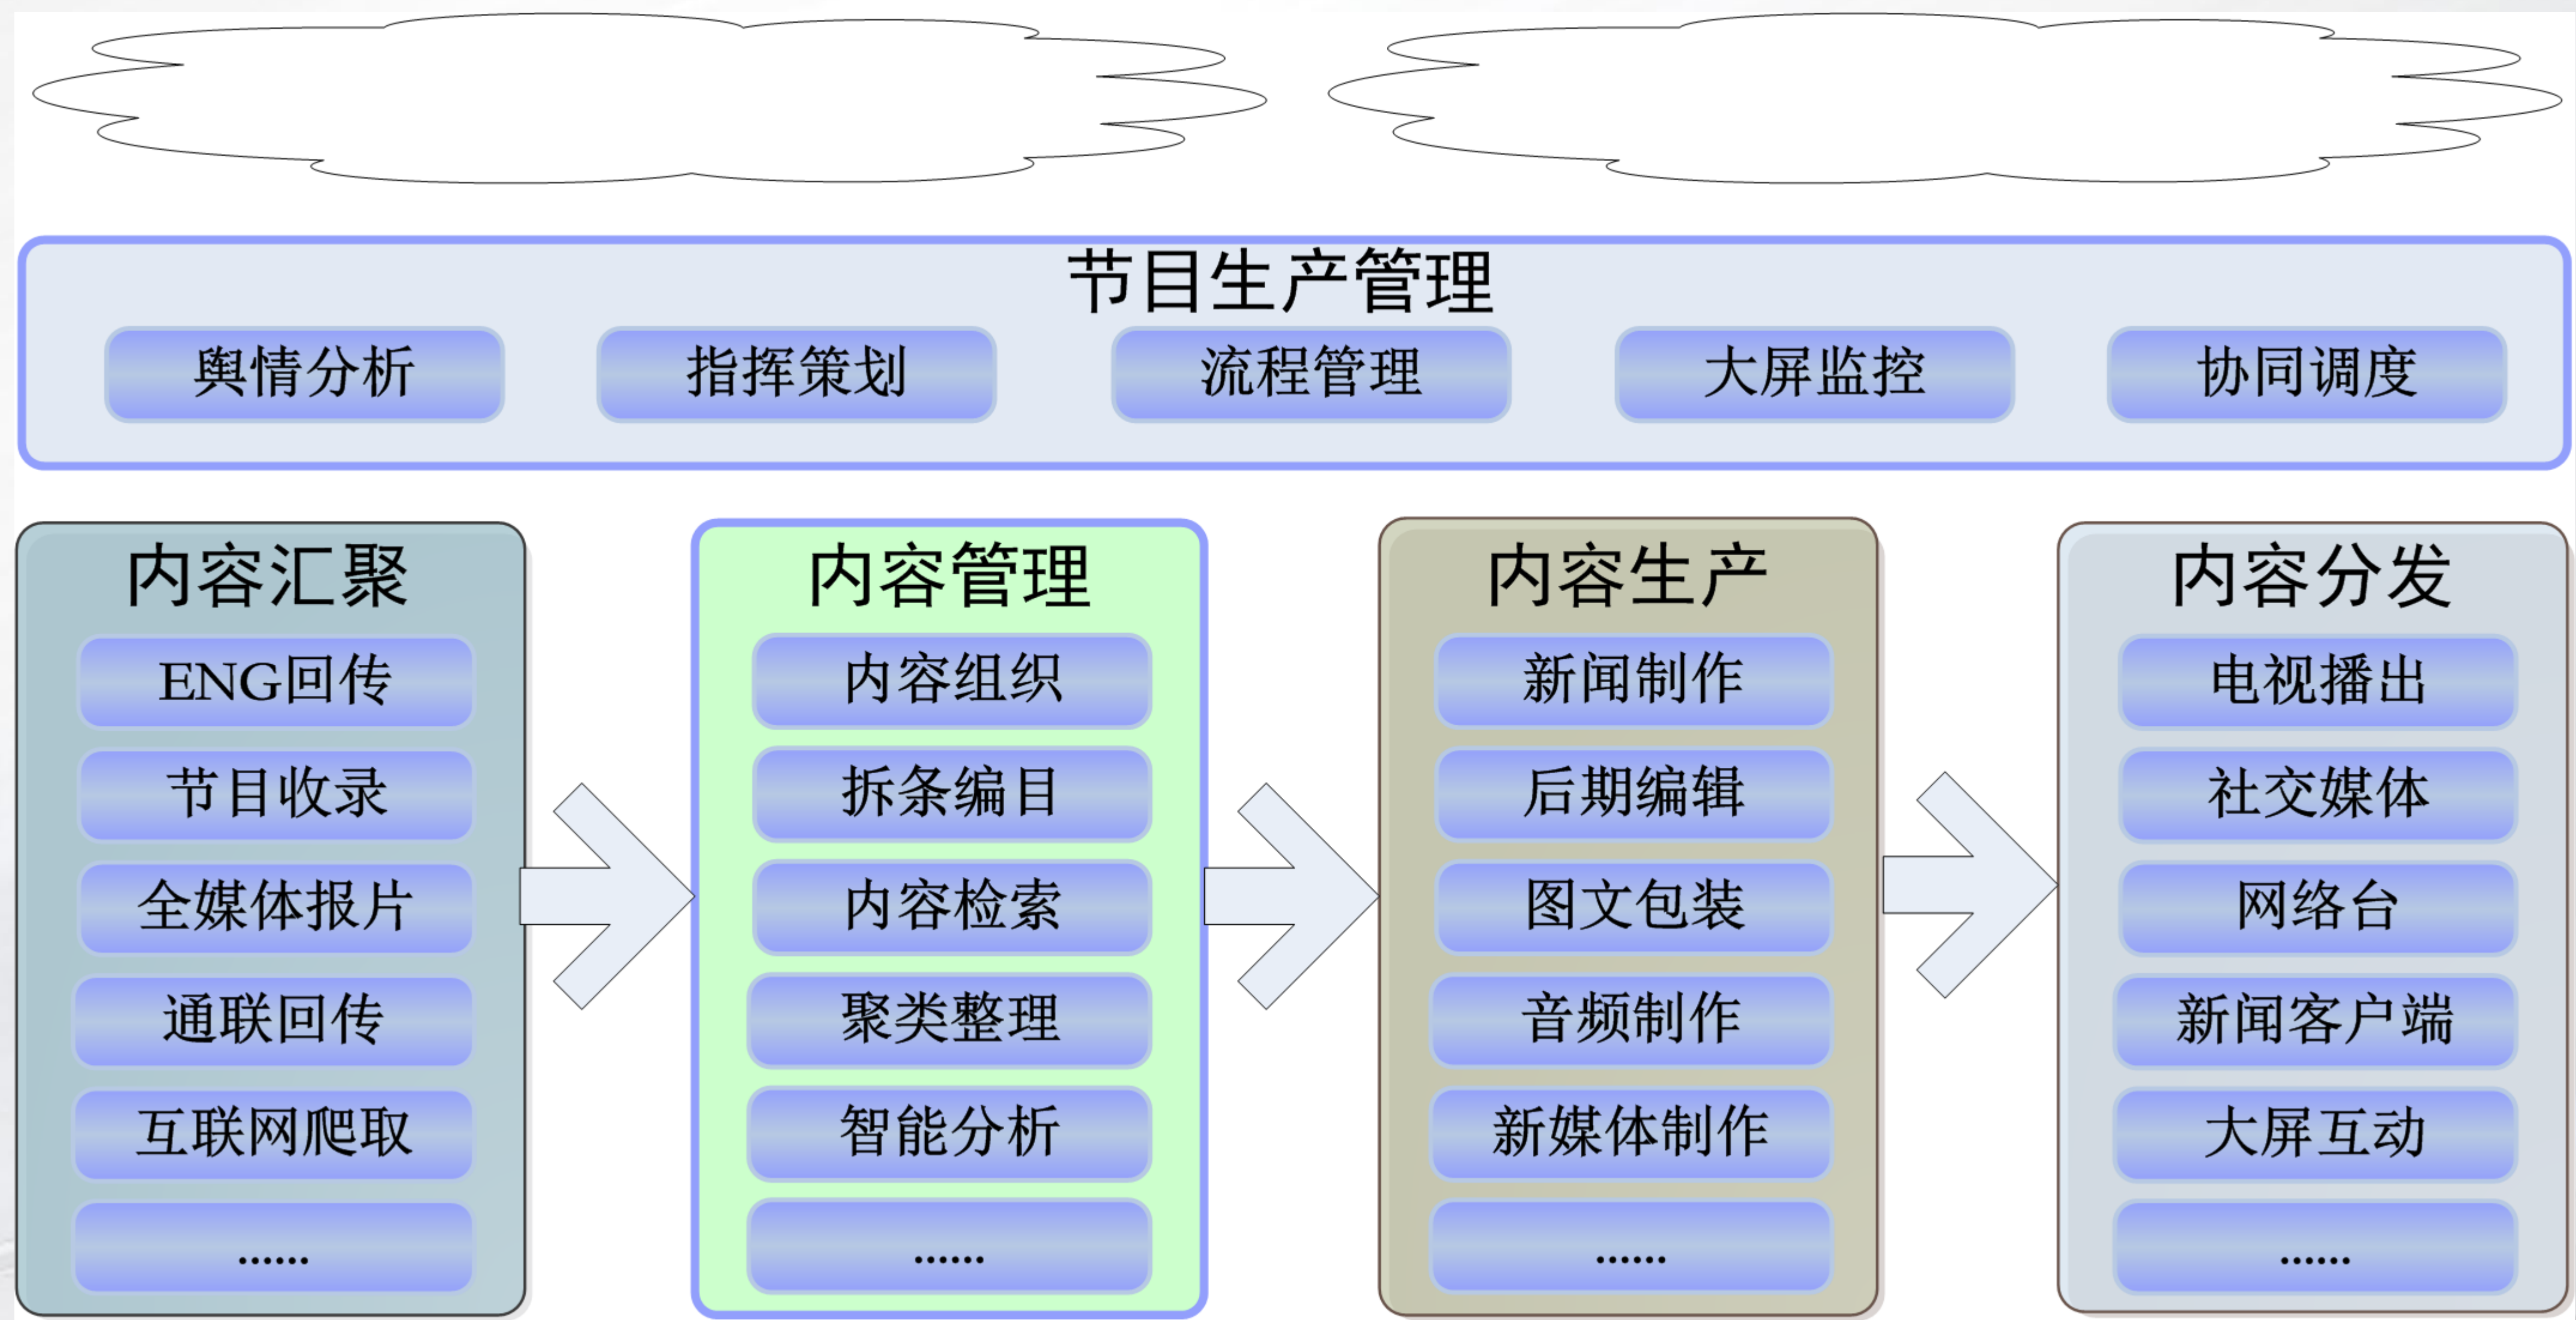 节目生产管理
舆情分析
指挥策划
流程管理
大屏监控
协同调度
内容汇聚
ENG回传
节目收录
全媒体报片
通联回传
互联网爬取
......
内容管理
内容组织
拆条编目
内容检索
聚类整理
智能分析
......
内容生产
新闻制作
后期编辑
图文包装
音频制作
新媒体制作
......
内容分发
电视播出
社交媒体
网络台
新闻客户端
大屏互动
......